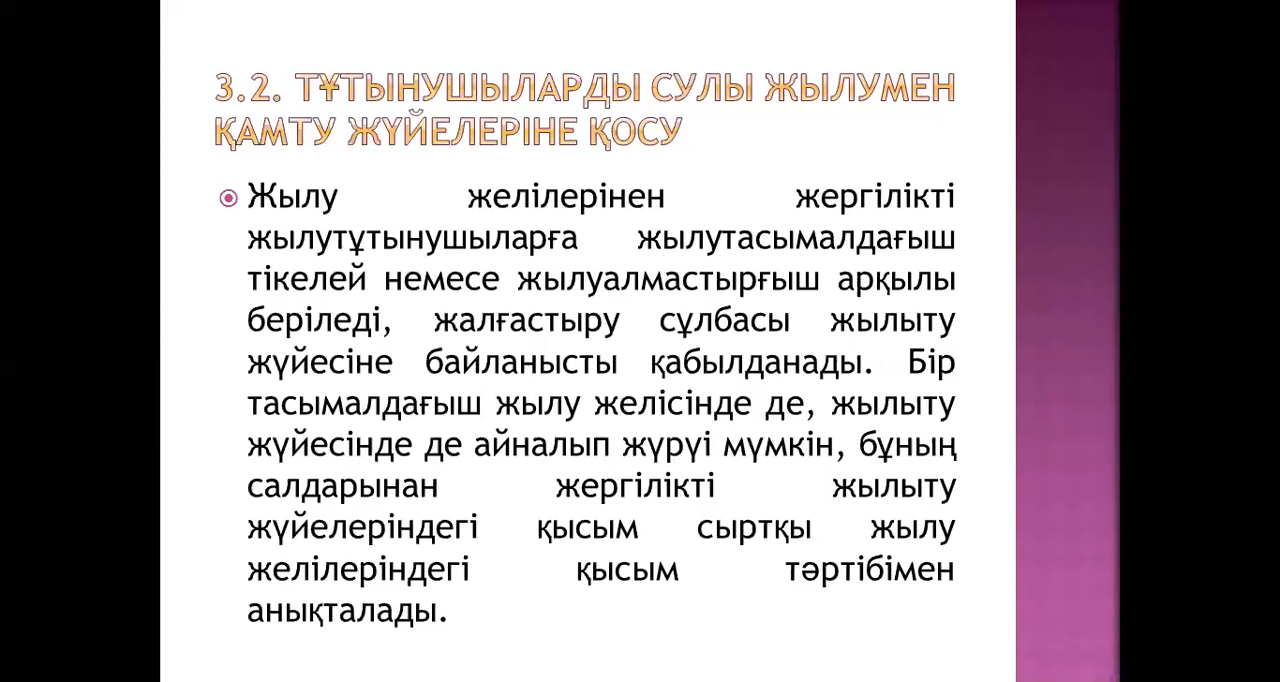 3.2. ТҰТЫНУШЫЛАРДЫ СУЛЫ ЖЫЛУМЕН
ҚАМТУ ЖҮЙЕЛЕРІНЕ ҚОСУ
Жылу желілерінен жергілікті
жылутұтынушыларға жылутасымалдағыш
тікелей немесе жылуалмастырғыш арқылы
беріледі, жалғастыру сұлбасы жылыту
жүйесіне байланысты қабылданады. Бір
тасымалдағыш жылу желісінде де, жылыту
жүйесінде де айналып жүрүі мүмкін, бұның
салдарынан жергілікті жылыту
жүйелеріндегі қысым сыртқы жылу
желілеріндегі қысым тәртібімен
анықталады.